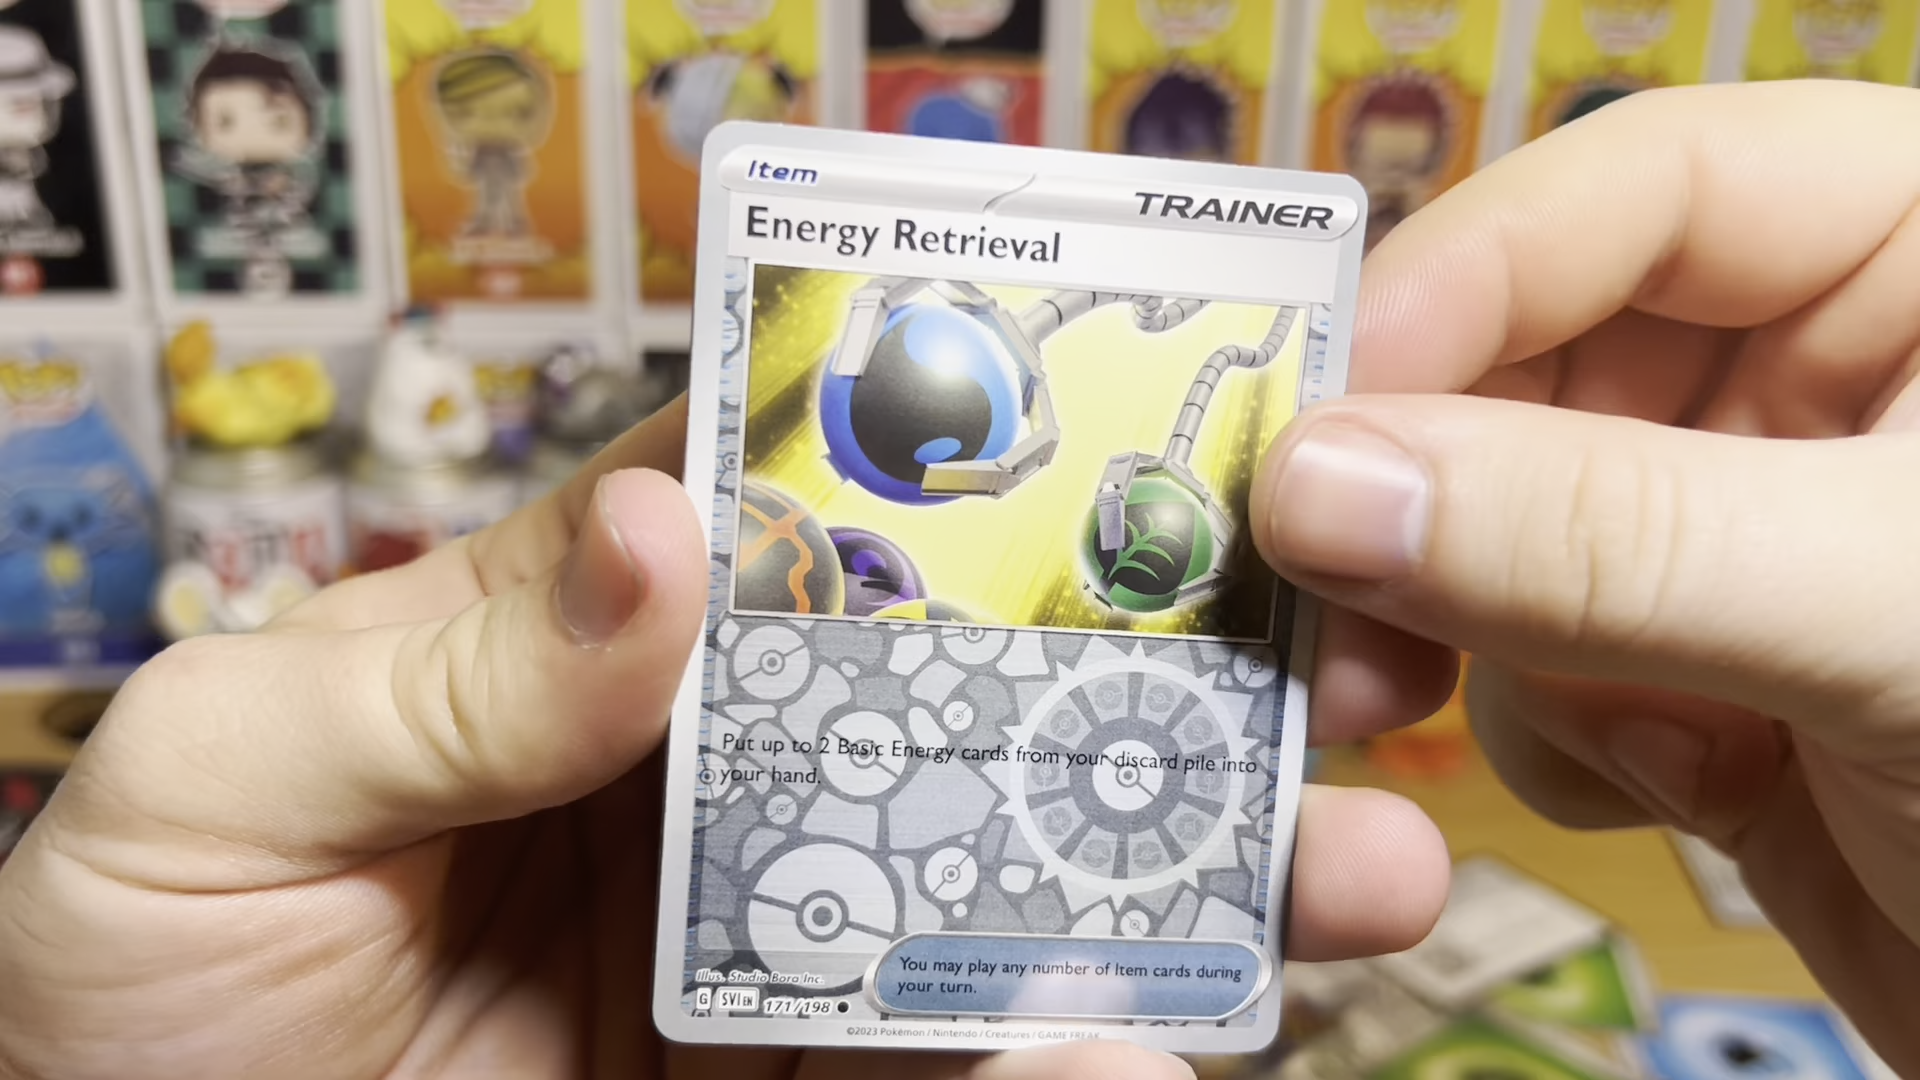 Item
TRAINER
Energy Retrieval
Put up to 2 Basic Energy cards from your discard pile into
your hand.
You may play any number of Item cards during
your turn.
Illus. Studio Bora Inc.
G SVI EN 171/198
©2023 Pokémon / Nintendo / Creatures / GAME FREAK